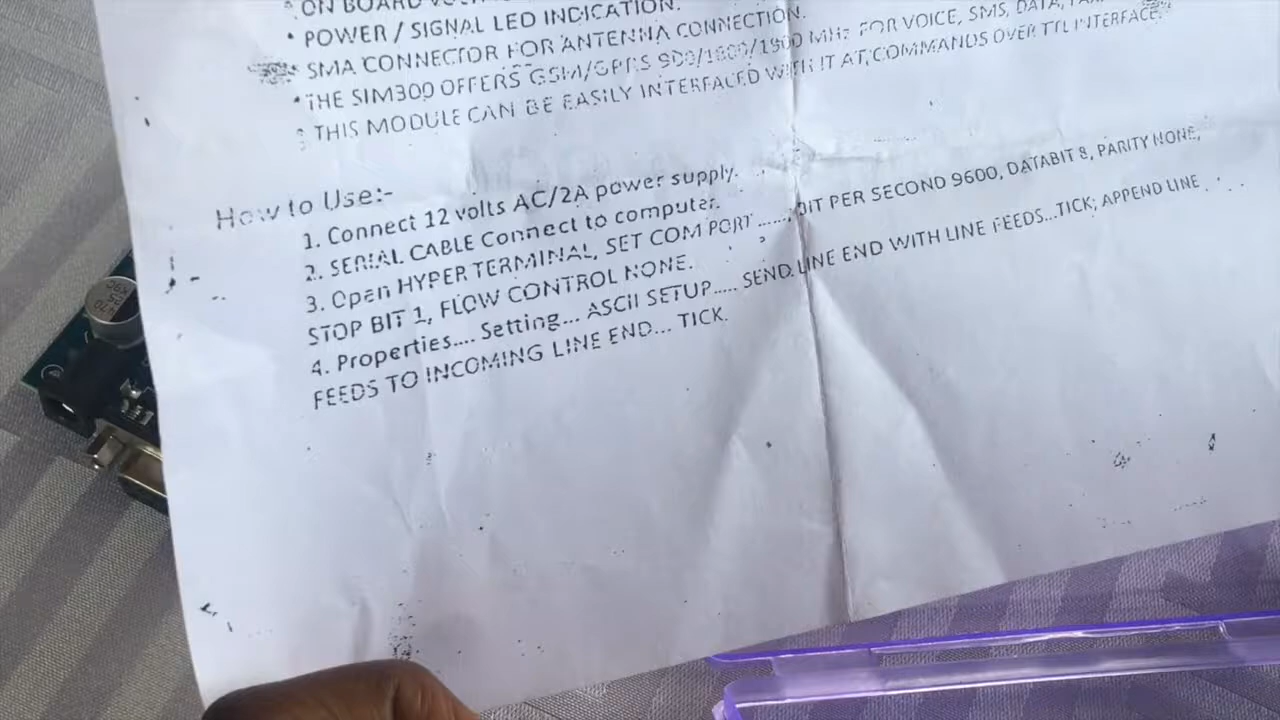 ON BOARD
• POWER / SIGNAL LED INDICATION.
• SMA CONNECTOR FOR ANTENNA CONNECTION.
• THE SIM300 OFFERS GSM/GPRS 900/1800/1900 MHz FOR VOICE, SMS, DATA,
• THIS MODULE CAN BE EASILY INTERFACED WITH IT AT COMMANDS OVER TTL INTERFACE.
How to Use:-
1. Connect 12 volts AC/2A power supply.
2. SERIAL CABLE Connect to computer.
3. Open HYPER TERMINAL, SET COM PORT ......, BIT PER SECOND 9600, DATABIT 8, PARITY NONE,
STOP BIT 1, FLOW CONTROL NONE.
4. Properties.... Setting... ASCII SETUP..... SEND LINE END WITH LINE FEEDS...TICK, APPEND LINE
FEEDS TO INCOMING LINE END... TICK.